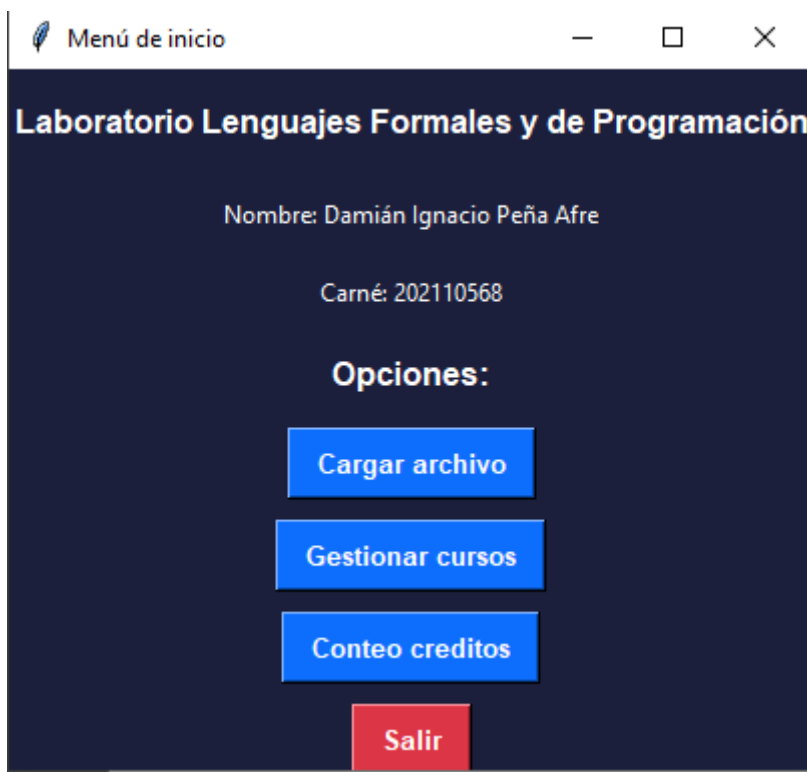 Menú de inicio
Laboratorio Lenguajes Formales y de Programación
Nombre: Damián Ignacio Peña Afre
Carné: 202110568
Opciones:
Cargar archivo
Gestionar cursos
Conteo creditos
Salir